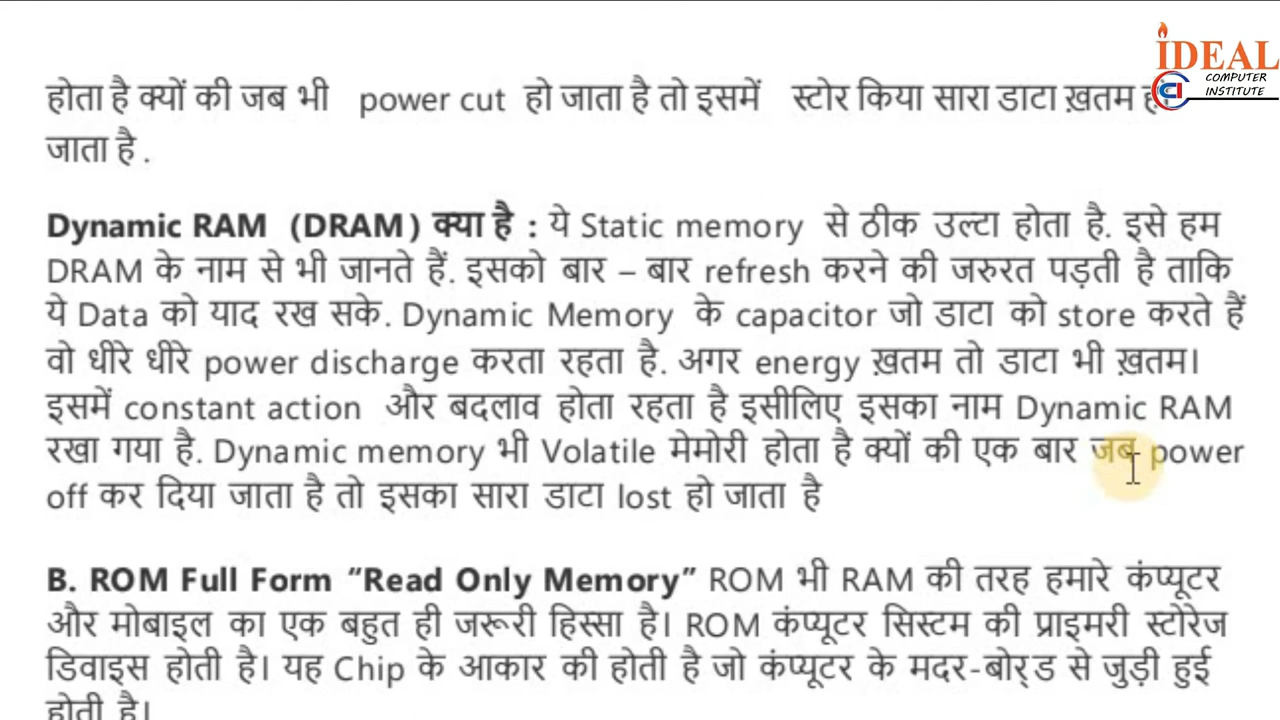 IDEAL
COMPUTER
INSTITUTE
होता है क्यों की जब भी power cut हो जाता है तो इसमें स्टोर किया सारा डाटा ख़तम
जाता है .
Dynamic RAM (DRAM) क्या है : ये Static memory से ठीक उल्टा होता है. इसे हम
DRAM के नाम से भी जानते हैं. इसको बार – बार refresh करने की जरुरत पड़ती है ताकि
ये Data को याद रख सके. Dynamic Memory के capacitor जो डाटा को store करते हैं
वो धीरे धीरे power discharge करता रहता है. अगर energy ख़तम तो डाटा भी ख़तम।
इसमें constant action और बदलाव होता रहता है इसीलिए इसका नाम Dynamic RAM
रखा गया है. Dynamic memory भी Volatile मेमोरी होता है क्यों की एक बार जब power
off कर दिया जाता है तो इसका सारा डाटा lost हो जाता है
B. ROM Full Form “Read Only Memory” ROM भी RAM की तरह हमारे कंप्यूटर
और मोबाइल का एक बहुत ही जरूरी हिस्सा है। ROM कंप्यूटर सिस्टम की प्राइमरी स्टोरेज
डिवाइस होती है। यह Chip के आकार की होती है जो कंप्यूटर के मदर-बोर्ड से जुड़ी हुई
होती है।